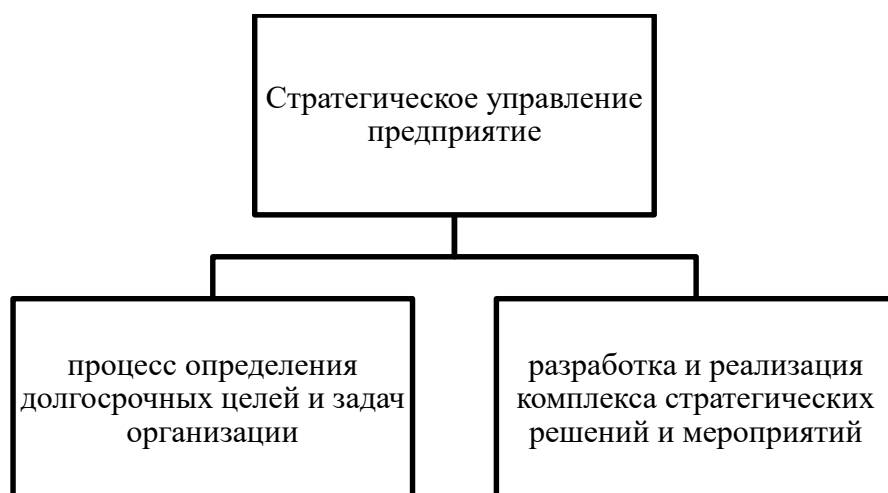 Стратегическое управление
предприятие
процесс определения
долгосрочных целей и задач
организации
разработка и реализация
комплекса стратегических
решений и мероприятий